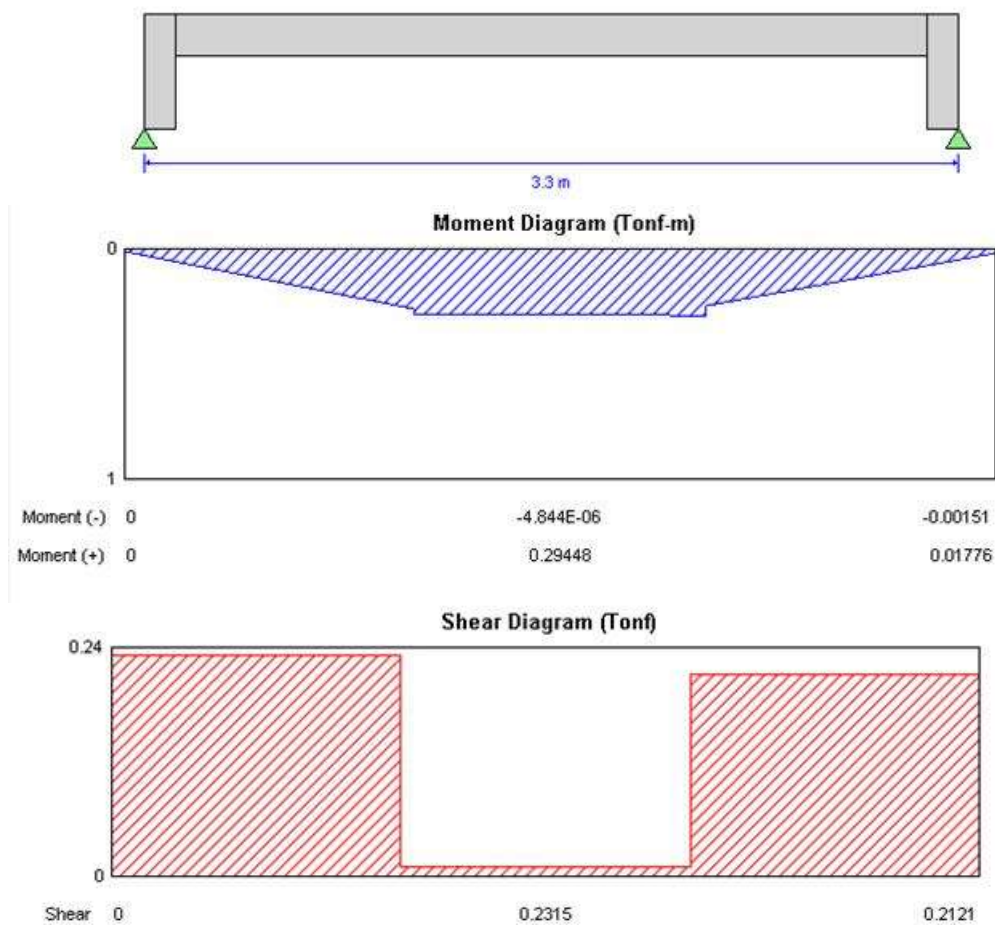 3.3 m
Moment Diagram (Tonf-m)
0
1
Moment (-) 0 -4.844E-06 -0.00151
Moment (+) 0 0.29448 0.01776
Shear Diagram (Tonf)
0.24
0
Shear 0 0.2315 0.2121